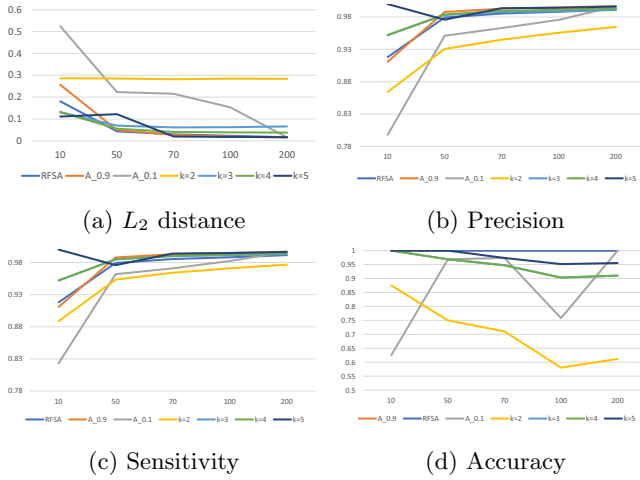 0.6
0.5
0.4
0.3
0.2
0.1
0
10 50 70 100 200
RFSA A_0.9 A_0.1 k=2 k=3 k=4 k=5
(a) L2 distance
0.98
0.93
0.88
0.83
0.78
10 50 70 100 200
RFSA A_0.9 A_0.1 k=2 k=3 k=4 k=5
(b) Precision
0.98
0.93
0.88
0.83
0.78
10 50 70 100 200
RFSA A_0.9 A_0.1 k=2 k=3 k=4 k=5
(c) Sensitivity
1
0.95
0.9
0.85
0.8
0.75
0.7
0.65
0.6
0.55
0.5
10 50 70 100 200
A_0.9 RFSA A_0.1 k=2 k=3 k=4 k=5
(d) Accuracy